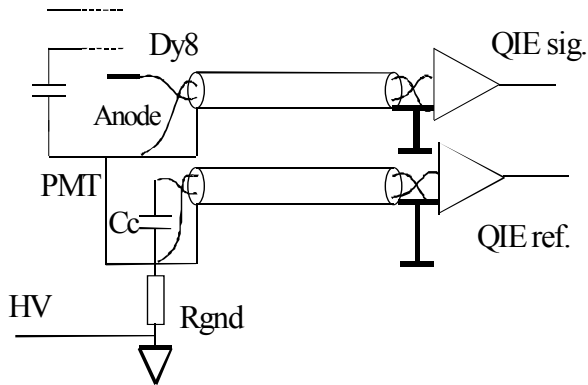 Dy8
QIE sig.
Anode
PMT
Cc
QIE ref.
HV
Rgnd